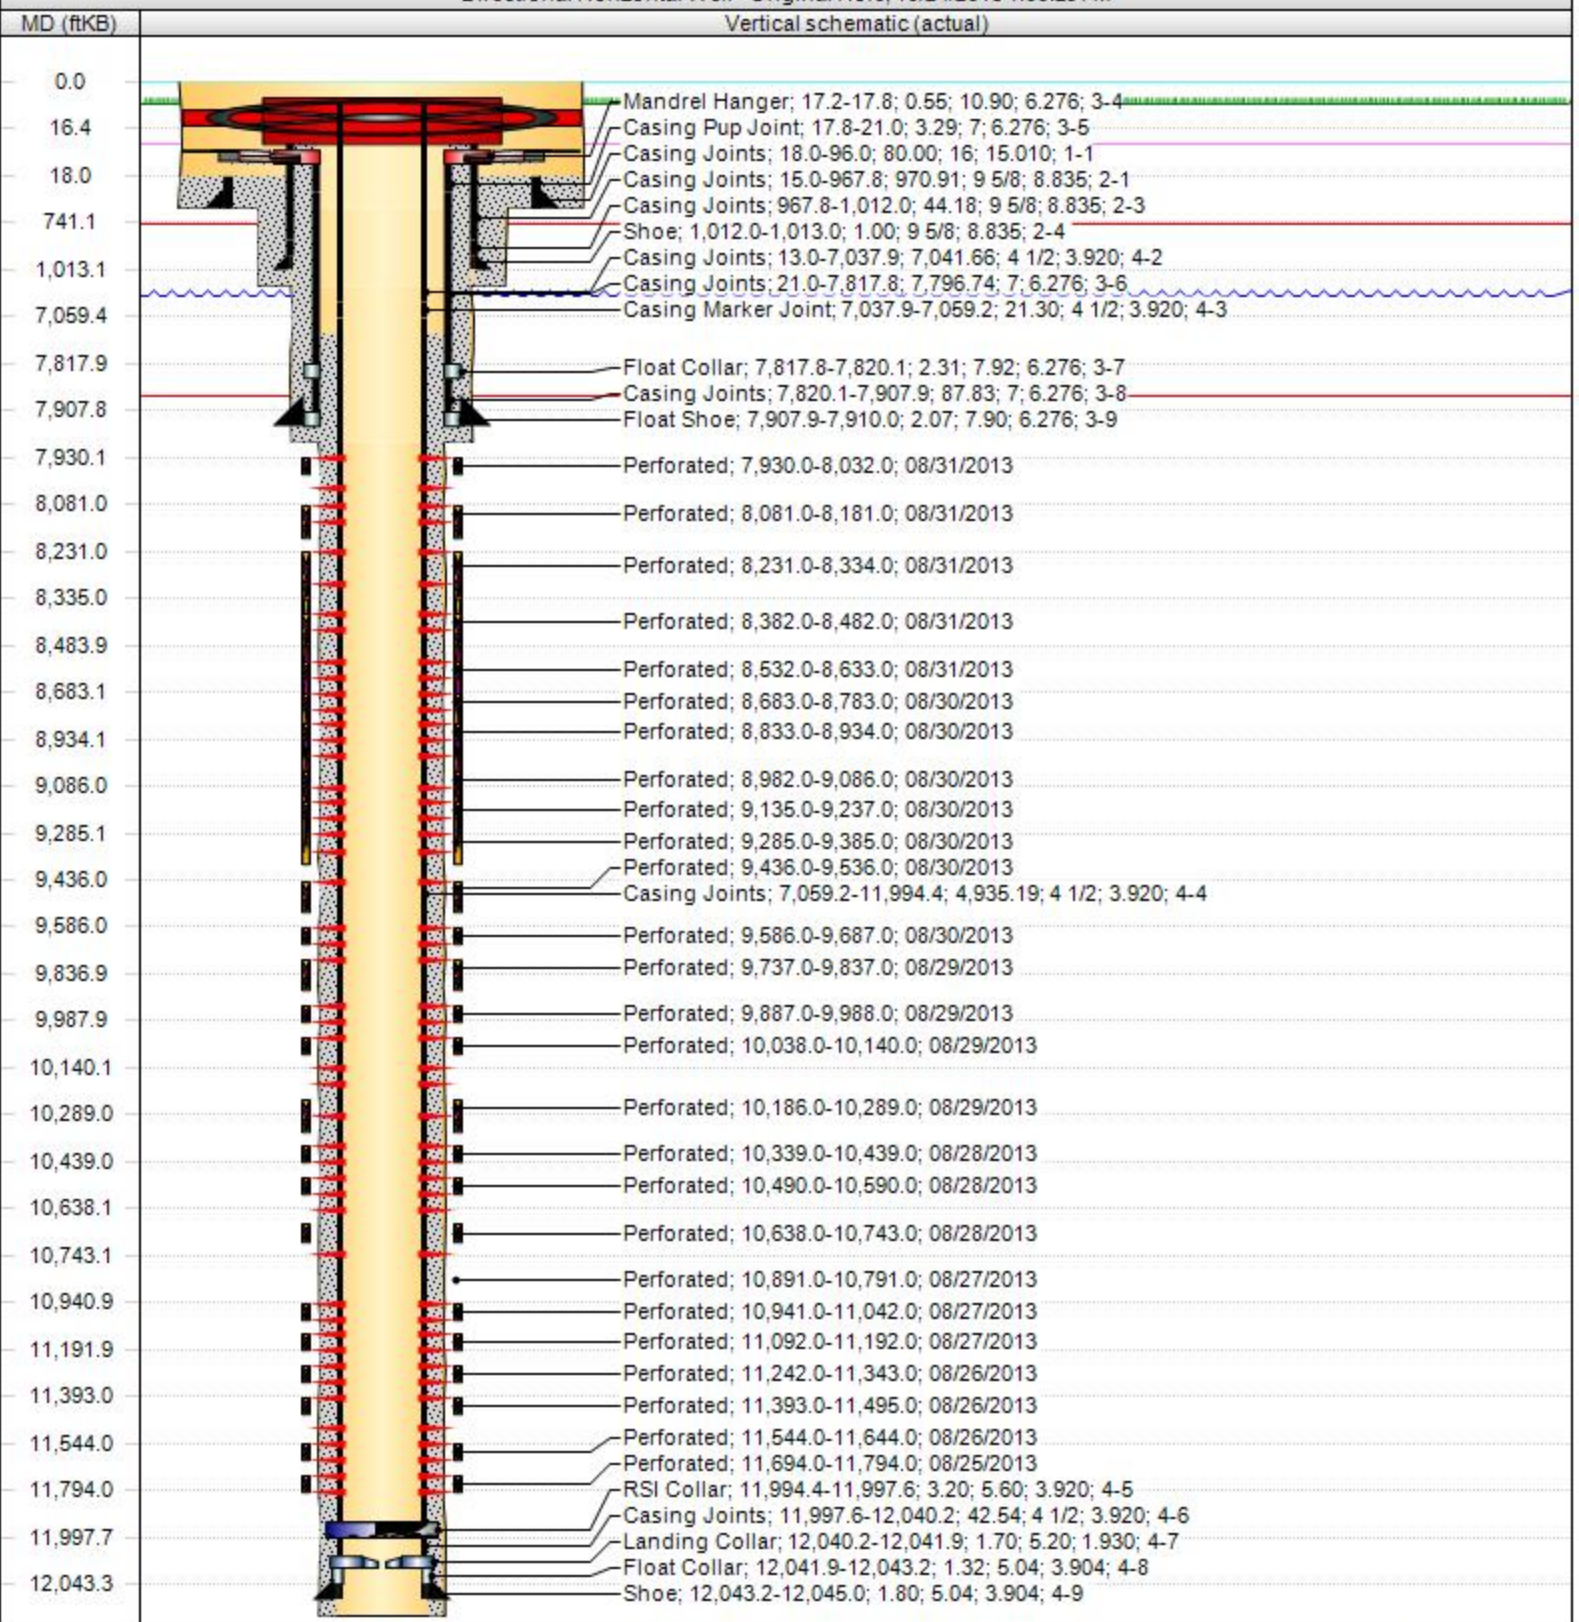 MD (ftKB)
Vertical schematic (actual)
0.0
16.4
18.0
741.1
1,013.1
7,059.4
7,817.9
7,907.8
7,930.1
8,081.0
8,231.0
8,335.0
8,483.9
8,683.1
8,934.1
9,086.0
9,285.1
9,436.0
9,586.0
9,836.9
9,987.9
10,140.1
10,289.0
10,439.0
10,638.1
10,743.1
10,940.9
11,191.9
11,393.0
11,544.0
11,794.0
11,997.7
12,043.3
Mandrel Hanger; 17.2-17.8; 0.55; 10.90; 6.276; 3-4
Casing Pup Joint; 17.8-21.0; 3.29; 7; 6.276; 3-5
Casing Joints; 18.0-96.0; 80.00; 16; 15.010; 1-1
Casing Joints; 15.0-967.8; 970.91; 9 5/8; 8.835; 2-1
Casing Joints; 967.8-1,012.0; 44.18; 9 5/8; 8.835; 2-3
Shoe; 1,012.0-1,013.0; 1.00; 9 5/8; 8.835; 2-4
Casing Joints; 13.0-7,037.9; 7,041.66; 4 1/2; 3.920; 4-2
Casing Joints; 21.0-7,817.8; 7,796.74; 7; 6.276; 3-6
Casing Marker Joint; 7,037.9-7,059.2; 21.30; 4 1/2; 3.920; 4-3
Float Collar; 7,817.8-7,820.1; 2.31; 7.92; 6.276; 3-7
Casing Joints; 7,820.1-7,907.9; 87.83; 7; 6.276; 3-8
Float Shoe; 7,907.9-7,910.0; 2.07; 7.90; 6.276; 3-9
Perforated; 7,930.0-8,032.0; 08/31/2013
Perforated; 8,081.0-8,181.0; 08/31/2013
Perforated; 8,231.0-8,334.0; 08/31/2013
Perforated; 8,382.0-8,482.0; 08/31/2013
Perforated; 8,532.0-8,633.0; 08/31/2013
Perforated; 8,683.0-8,783.0; 08/30/2013
Perforated; 8,833.0-8,934.0; 08/30/2013
Perforated; 8,982.0-9,086.0; 08/30/2013
Perforated; 9,135.0-9,237.0; 08/30/2013
Perforated; 9,285.0-9,385.0; 08/30/2013
Perforated; 9,436.0-9,536.0; 08/30/2013
Casing Joints; 7,059.2-11,994.4; 4,935.19; 4 1/2; 3.920; 4-4
Perforated; 9,586.0-9,687.0; 08/30/2013
Perforated; 9,737.0-9,837.0; 08/29/2013
Perforated; 9,887.0-9,988.0; 08/29/2013
Perforated; 10,038.0-10,140.0; 08/29/2013
Perforated; 10,186.0-10,289.0; 08/29/2013
Perforated; 10,339.0-10,439.0; 08/28/2013
Perforated; 10,490.0-10,590.0; 08/28/2013
Perforated; 10,638.0-10,743.0; 08/28/2013
Perforated; 10,891.0-10,791.0; 08/27/2013
Perforated; 10,941.0-11,042.0; 08/27/2013
Perforated; 11,092.0-11,192.0; 08/27/2013
Perforated; 11,242.0-11,343.0; 08/26/2013
Perforated; 11,393.0-11,495.0; 08/26/2013
Perforated; 11,544.0-11,644.0; 08/26/2013
Perforated; 11,694.0-11,794.0; 08/25/2013
RSI Collar; 11,994.4-11,997.6; 3.20; 5.60; 3.920; 4-5
Casing Joints; 11,997.6-12,040.2; 42.54; 4 1/2; 3.920; 4-6
Landing Collar; 12,040.2-12,041.9; 1.70; 5.20; 1.930; 4-7
Float Collar; 12,041.9-12,043.2; 1.32; 5.04; 3.904; 4-8
Shoe; 12,043.2-12,045.0; 1.80; 5.04; 3.904; 4-9